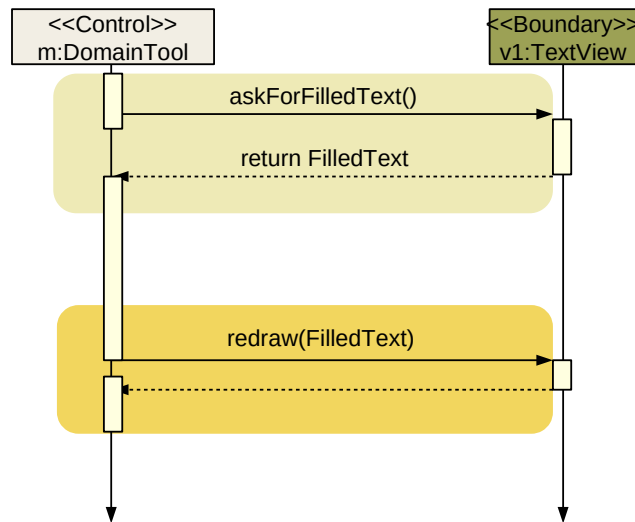 <<Control>>
m:DomainTool
<<Boundary>>
v1:TextView
askForFilledText()
return FilledText
redraw(FilledText)